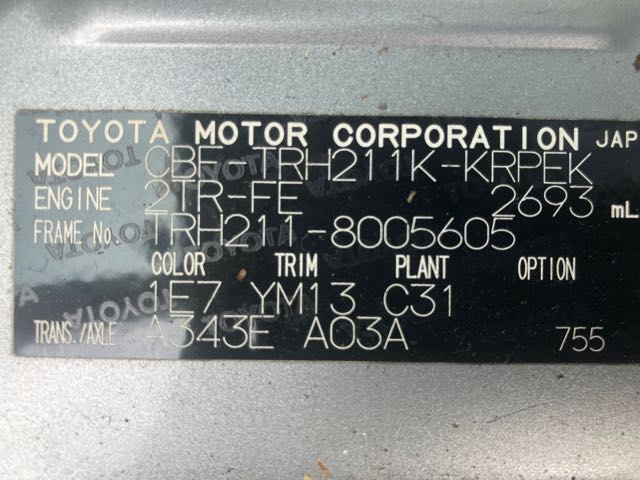 TOYOTA MOTOR CORPORATION JAP
MODEL CBF-TRH211K-KRPEK
ENGINE 2TR-FE 2693 mL
FRAME No. TRH211-8005605
COLOR TRIM PLANT OPTION
1E7 YM13 C31
TRANS./AXLE A343E A03A 755